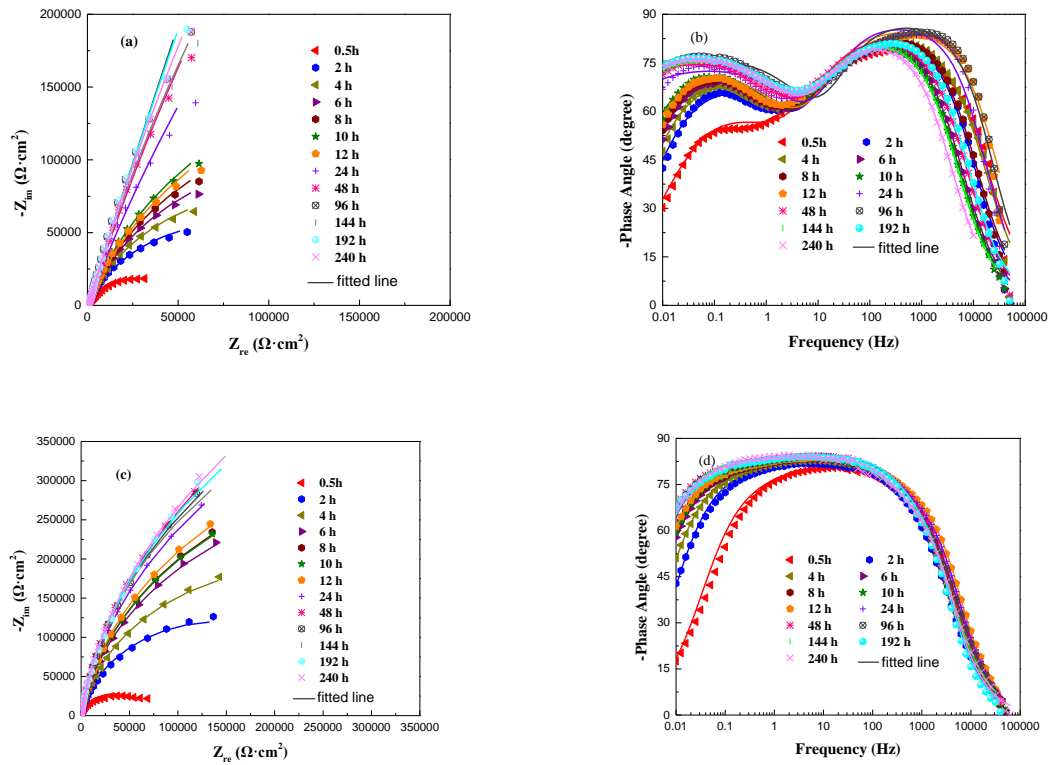 (a)
200000
150000
100000
50000
0
0 50000 100000 150000 200000
-Z_im (Ω·cm²)
Z_re (Ω·cm²)
0.5h
2 h
4 h
6 h
8 h
10 h
12 h
24 h
48 h
96 h
144 h
192 h
240 h
fitted line
(b)
90
75
60
45
30
15
0
0.01 0.1 1 10 100 1000 10000 100000
-Phase Angle (degree)
Frequency (Hz)
0.5h 2 h
4 h 6 h
8 h 10 h
12 h 24 h
48 h 96 h
144 h 192 h
240 h fitted line
(c)
350000
300000
250000
200000
150000
100000
50000
0
0 50000 100000 150000 200000 250000 300000 350000
-Z_im (Ω·cm²)
Z_re (Ω·cm²)
0.5h
2 h
4 h
6 h
8 h
10 h
12 h
24 h
48 h
96 h
144 h
192 h
240 h
fitted line
(d)
90
75
60
45
30
15
0
0.01 0.1 1 10 100 1000 10000 100000
-Phase Angle (degree)
Frequency (Hz)
0.5h 2 h
4 h 6 h
8 h 10 h
12 h 24 h
48 h 96 h
144 h 192 h
240 h fitted line